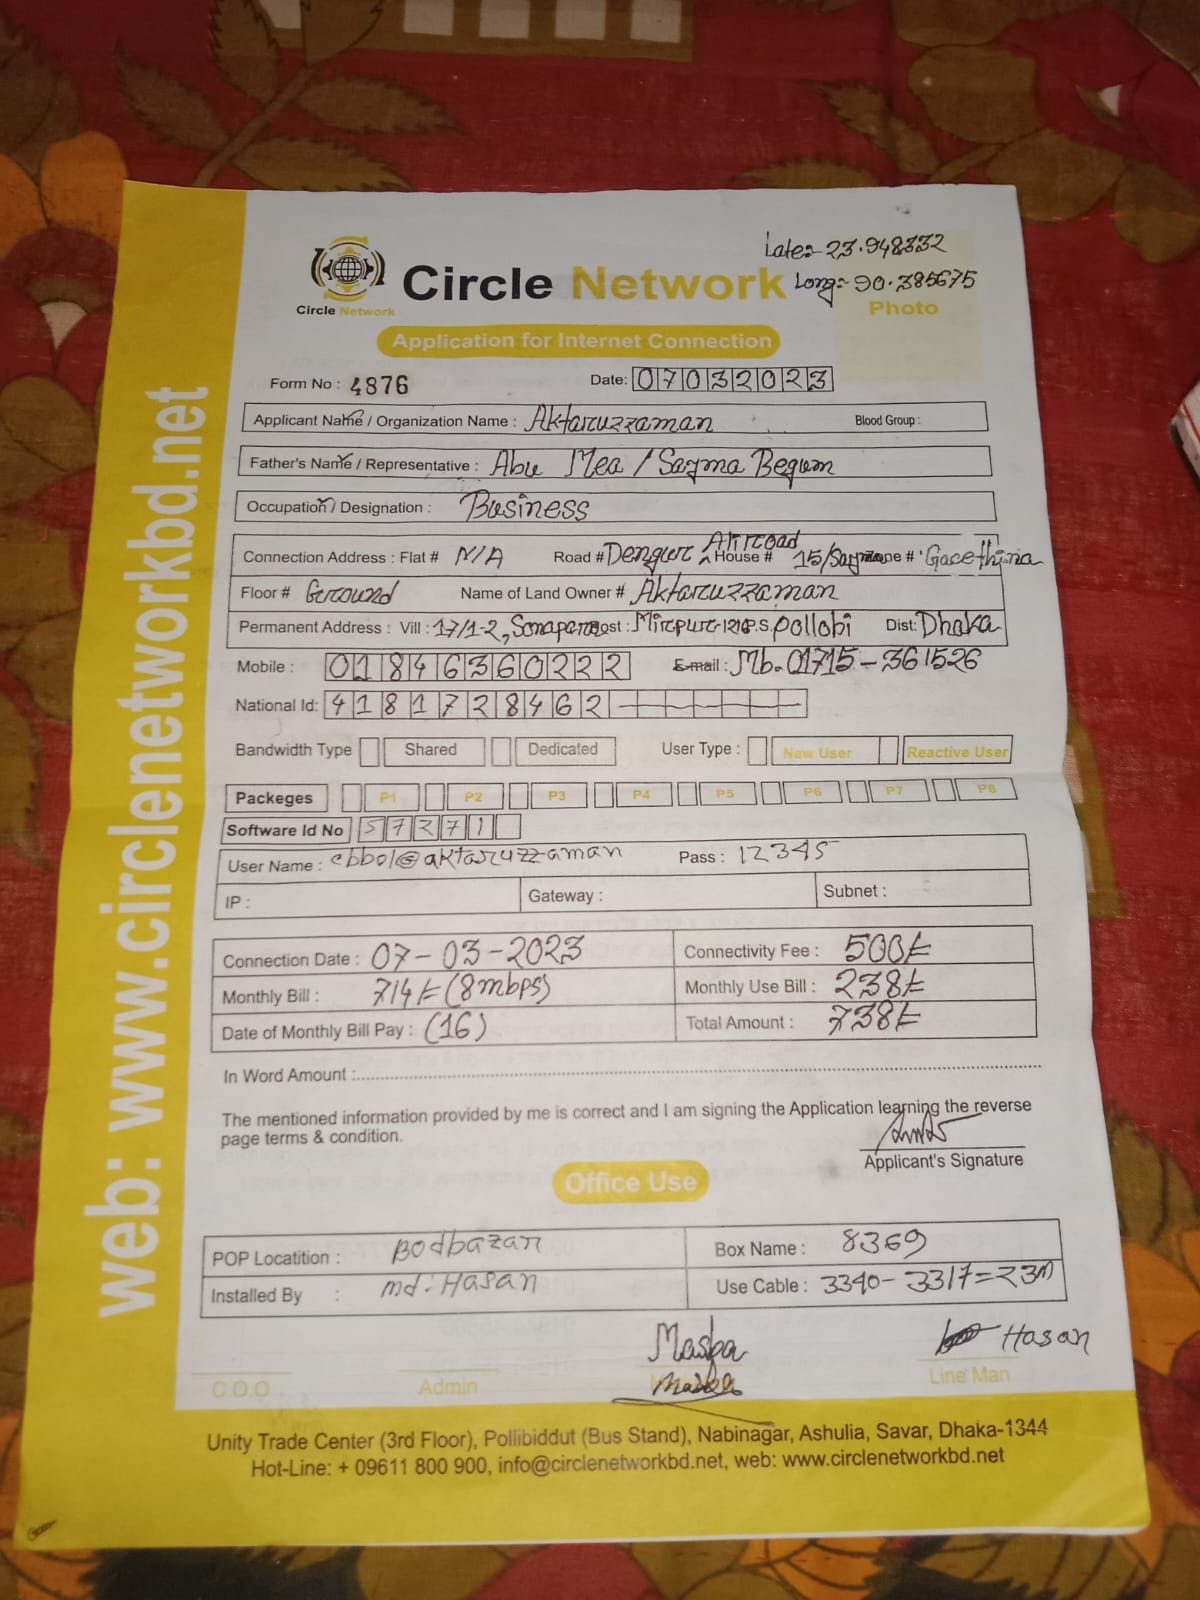 Late:- 23.948332
Long:- 90.385675
Circle Network
Circle Network
Photo
Application for Internet Connection
Form No : 4876 Date: 07032023
Applicant Name / Organization Name : Aktaruzzaman Blood Group :
Father's Name / Representative : Abu Mea / Sayma Begum
Occupation / Designation : Business
Connection Address : Flat # N/A Road # Dengur Ali road House # 15/ #
Floor # Ground Name of Land Owner # Aktaruzzaman
Permanent Address : Vill : 17/1-2, Mirpur-12 P.S. pollobi Dist: Dhaka
Mobile : 01846360222 E-mail : Mb. 01715-361526
National Id: 4181728462
Bandwidth Type Shared Dedicated User Type : New User Reactive User
Packeges P1 P2 P3 P4 P5 P6 P7 P8
Software Id No 57271
User Name : cbbol@aktaruzzaman Pass : 12345
IP : Gateway : Subnet :
Connection Date : 07-03-2023 Connectivity Fee : 500/=
Monthly Bill : 714/= (8mbps) Monthly Use Bill : 238/=
Date of Monthly Bill Pay : (16) Total Amount : 738/=
In Word Amount :
The mentioned information provided by me is correct and I am signing the Application learning the reverse
page terms & condition.
Applicant's Signature
Office Use
POP Locatition : Bodbazar Box Name : 8369
Installed By : md. Hasan Use Cable : 3340-3317=23m
Hasan
C.O.O Admin Line Man
Unity Trade Center (3rd Floor), Pollibiddut (Bus Stand), Nabinagar, Ashulia, Savar, Dhaka-1344
Hot-Line: + 09611 800 900, info@circlenetworkbd.net, web: www.circlenetworkbd.net
web: www.circlenetworkbd.net